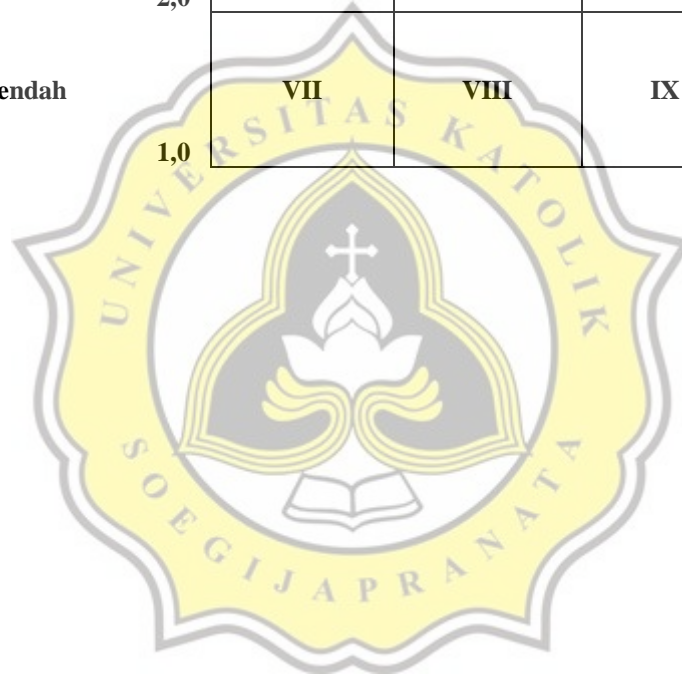 2,0
endah VII VIII IX
1,0
UNIVERSITAS KATOLIK
SOEGIJAPRANATA